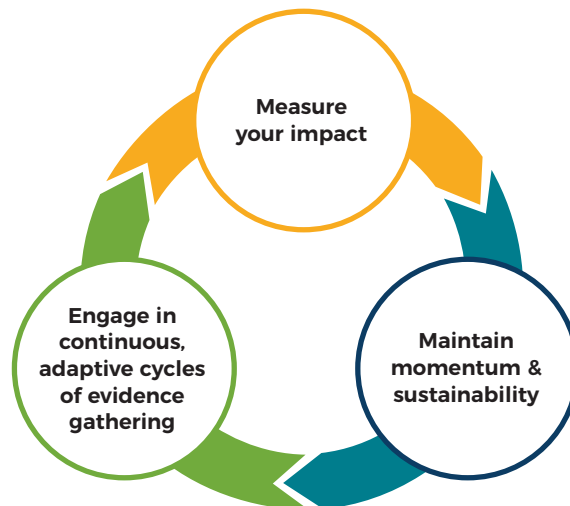 Measure
your impact
Maintain
momentum &
sustainability
Engage in
continuous,
adaptive cycles
of evidence
gathering